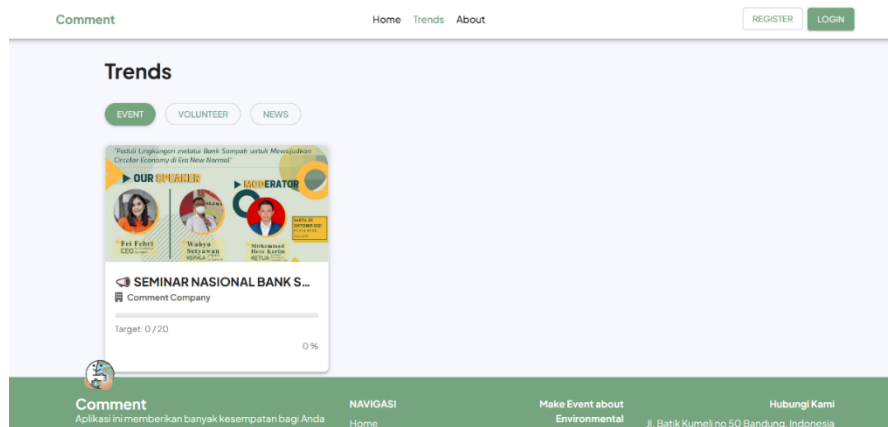 Comment
Home Trends About
REGISTER LOGIN
Trends
EVENT VOLUNTEER NEWS
"Peduli Lingkungan melalui Bank Sampah untuk Mewujudkan
Circular Economy di Era New Normal"
OUR SPEAKER
MODERATOR
Fei Febri
CEO
Wahyu
Setyawan
KEPALA
Mohammad
KETUA
SEMINAR NASIONAL BANK S...
Comment Company
Target: 0 / 20
0 %
Comment
Aplikasi ini memberikan banyak kesempatan bagi Anda
NAVIGASI
Home
Make Event about
Environmental
Hubungi Kami
Jl. Batik Kumeli no 50 Bandung, Indonesia